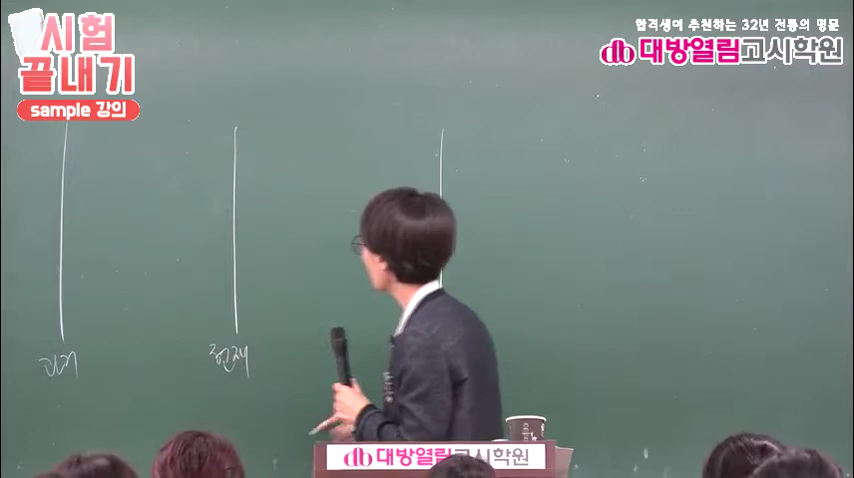 시험
끝내기
sample 강의
합격생이 추천하는 32년 전통의 명문
db 대방열림고시학원
과거
현재
db 대방열림고시학원